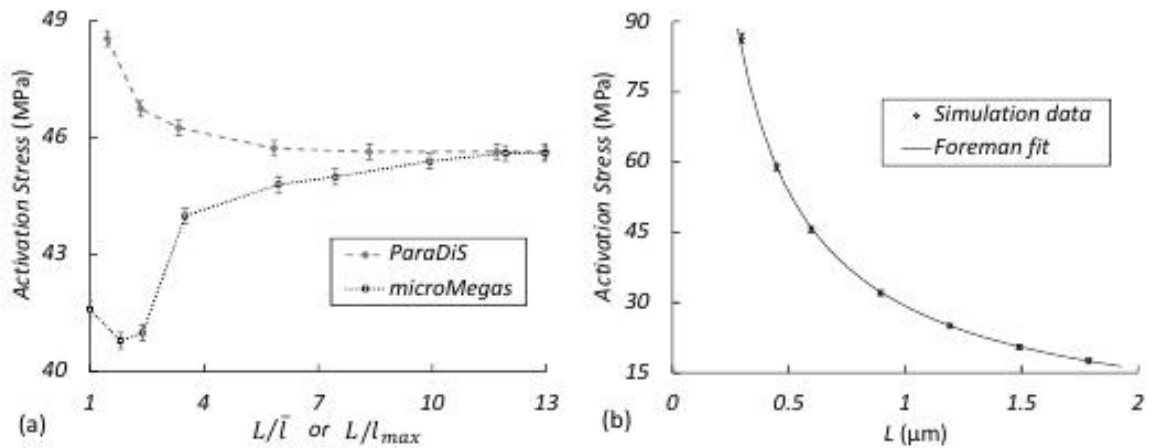 49
46
43
40
Activation Stress (MPa)
ParaDiS
microMegas
1 4 7 10 13
(a)
L/l̄ or L/l_max
90
75
60
45
30
15
Activation Stress (MPa)
Simulation data
Foreman fit
0 0.5 1 1.5 2
(b)
L (μm)